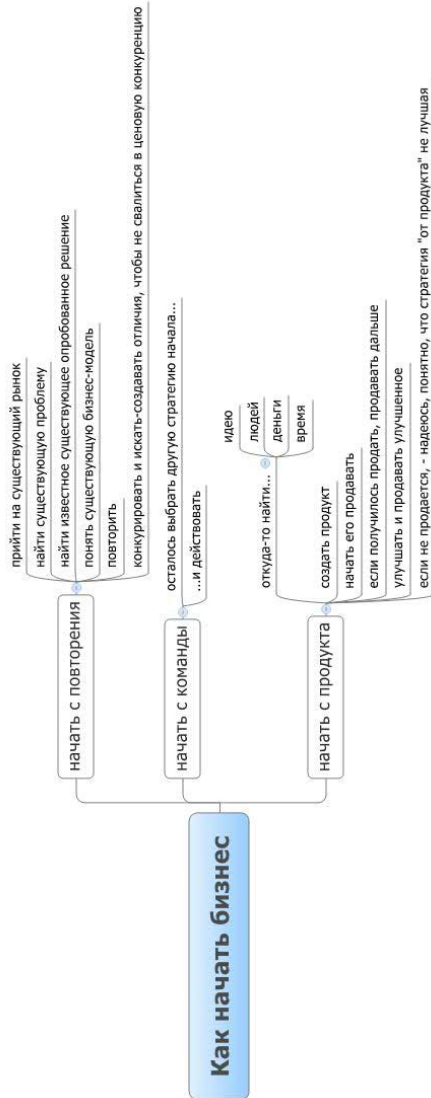 Как начать бизнес
начать с повторения
прийти на существующий рынок
найти существующую проблему
найти известное существующее опробованное решение
понять существующую бизнес-модель
повторить
конкурировать и искать-создавать отличия, чтобы не свалиться в ценовую конкуренцию
начать с команды
осталось выбрать другую стратегию начала...
...и действовать
начать с продукта
откуда-то найти...
идею
людей
деньги
время
создать продукт
начать его продавать
если получилось продать, продавать дальше
улучшать и продавать улучшенное
если не продается, - надеюсь, понятно, что стратегия "от продукта" не лучшая